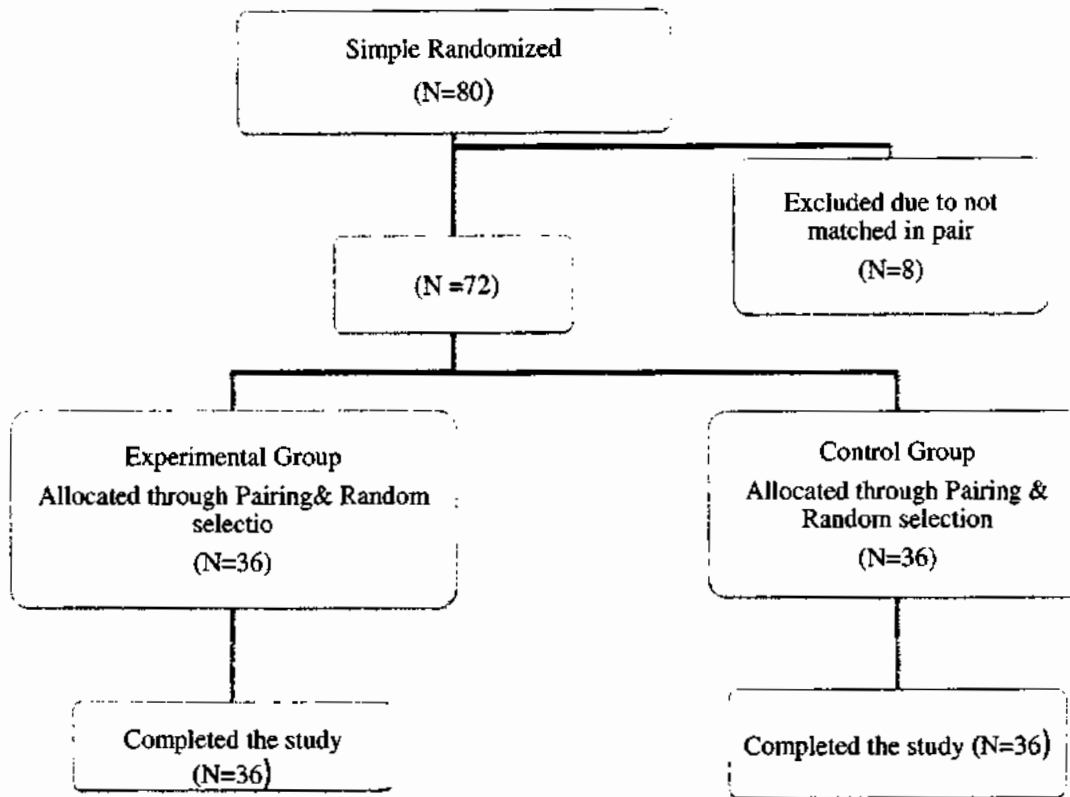 Simple Randomized
(N=80)
Excluded due to not
matched in pair
(N=8)
(N =72)
Experimental Group
Allocated through Pairing& Random
selectio
(N=36)
Control Group
Allocated through Pairing &
Random selection
(N=36)
Completed the study
(N=36)
Completed the study (N=36)